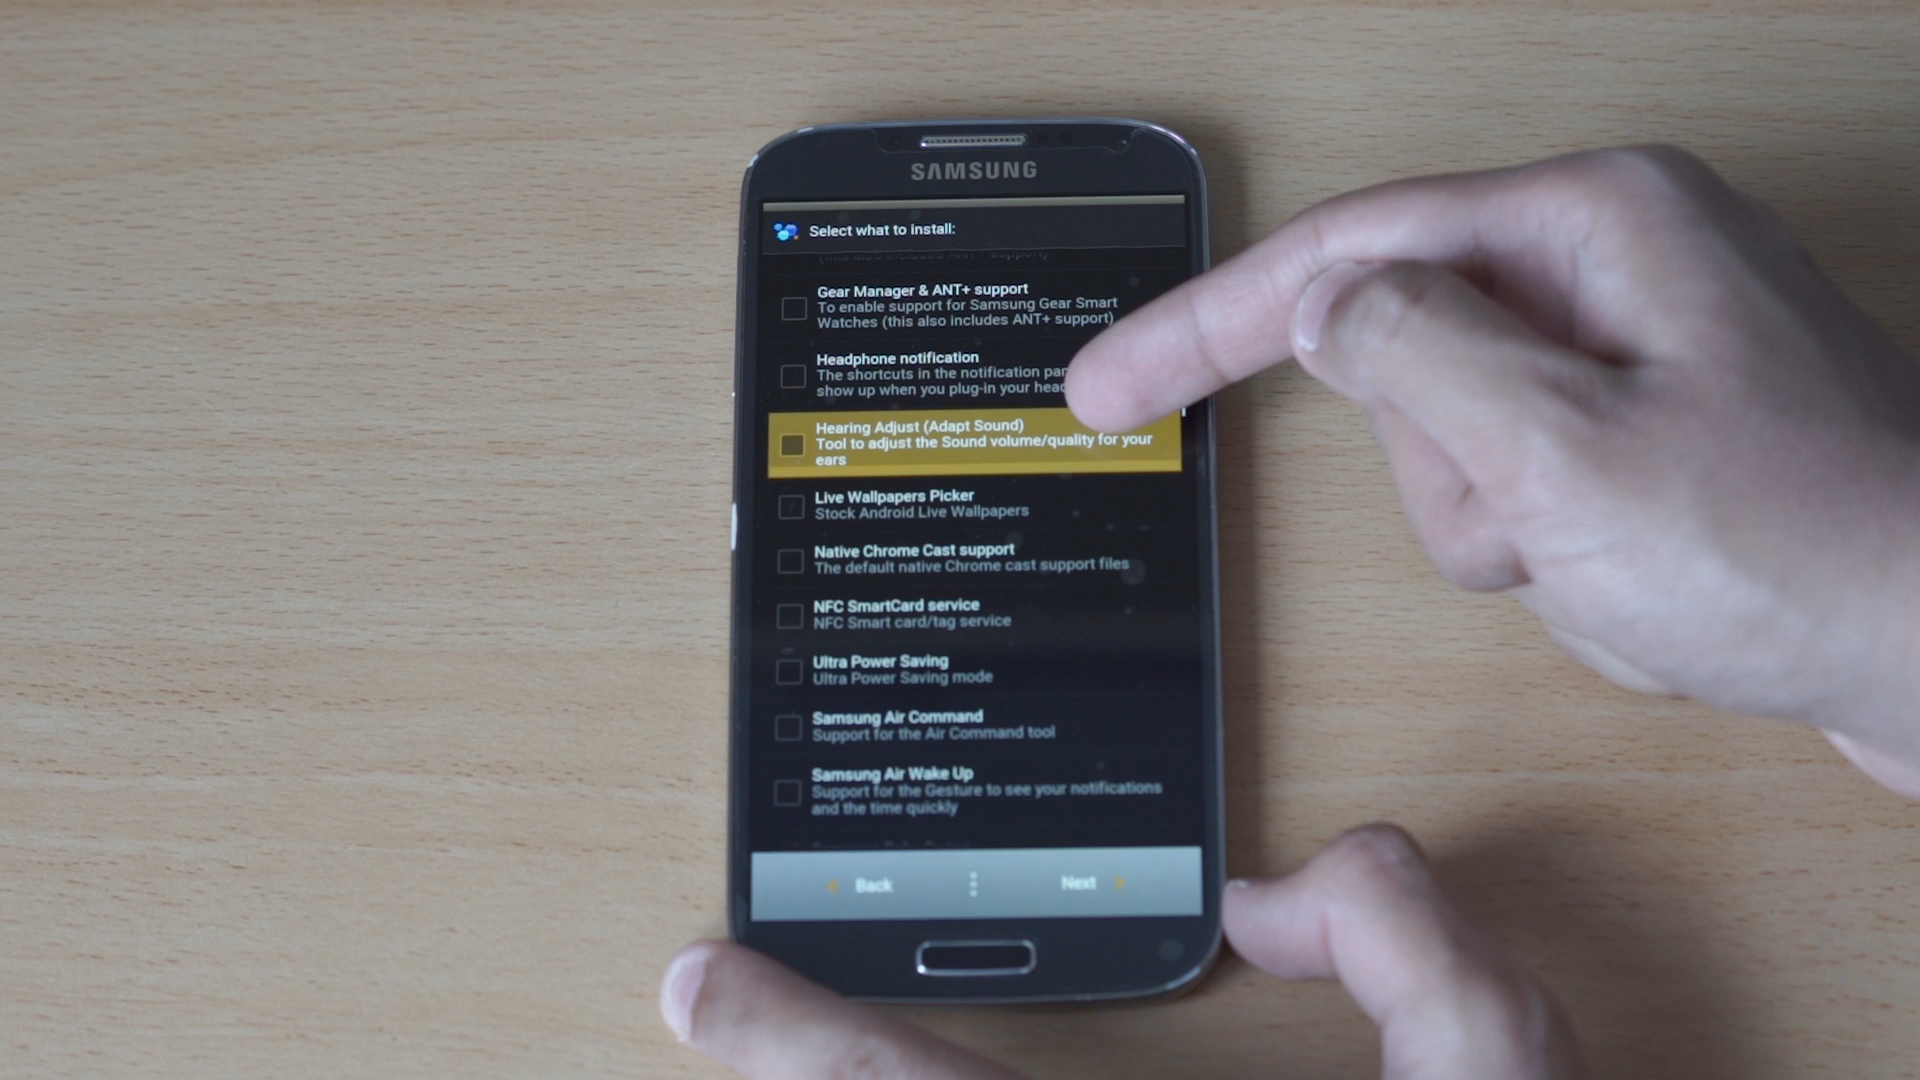 SAMSUNG
Select what to install:
(this also includes ANT+ support)
Gear Manager & ANT+ support
To enable support for Samsung Gear Smart
Watches (this also includes ANT+ support)
Headphone notification
The shortcuts in the notification
show up when you plug-in your
Hearing Adjust (Adapt Sound)
Tool to adjust the Sound volume/quality for your
ears
Live Wallpapers Picker
Stock Android Live Wallpapers
Native Chrome Cast support
The default native Chrome cast support files
NFC SmartCard service
NFC Smart card/tag service
Ultra Power Saving
Ultra Power Saving mode
Samsung Air Command
Support for the Air Command tool
Samsung Air Wake Up
Support for the Gesture to see your notifications
and the time quickly
Back
Next